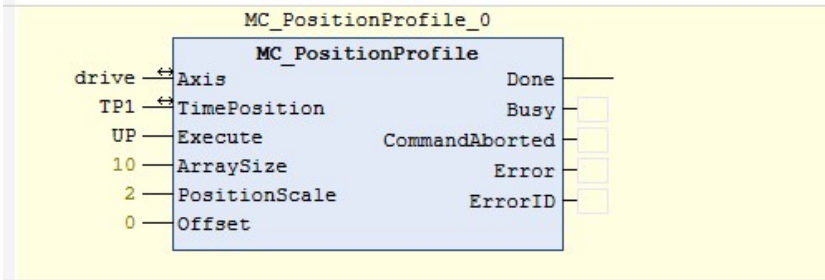 MC_PositionProfile_0
MC_PositionProfile
drive Axis Done
TP1 TimePosition Busy
UP Execute CommandAborted
10 ArraySize Error
2 PositionScale ErrorID
0 Offset